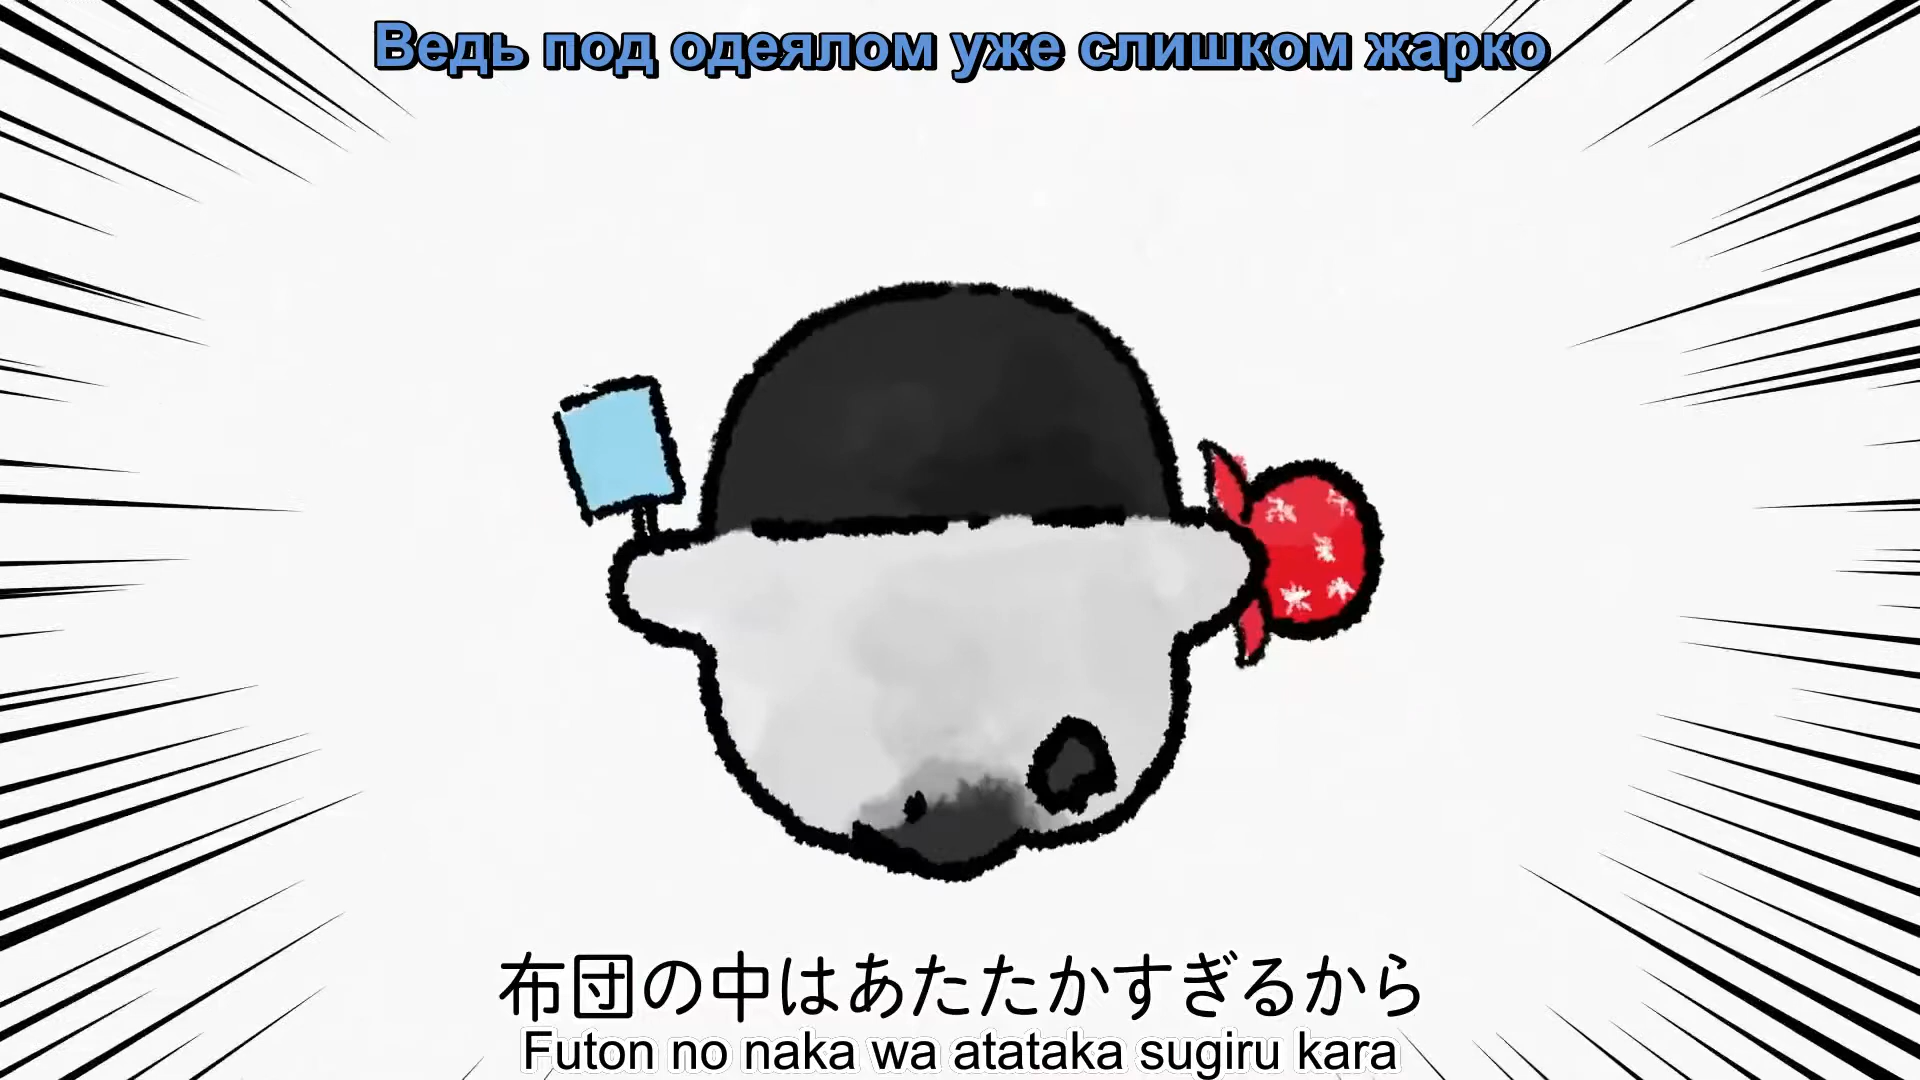 Ведь под одеялом уже слишком жарко
布団の中はあたたかすぎるから
Futon no naka wa atataka sugiru kara